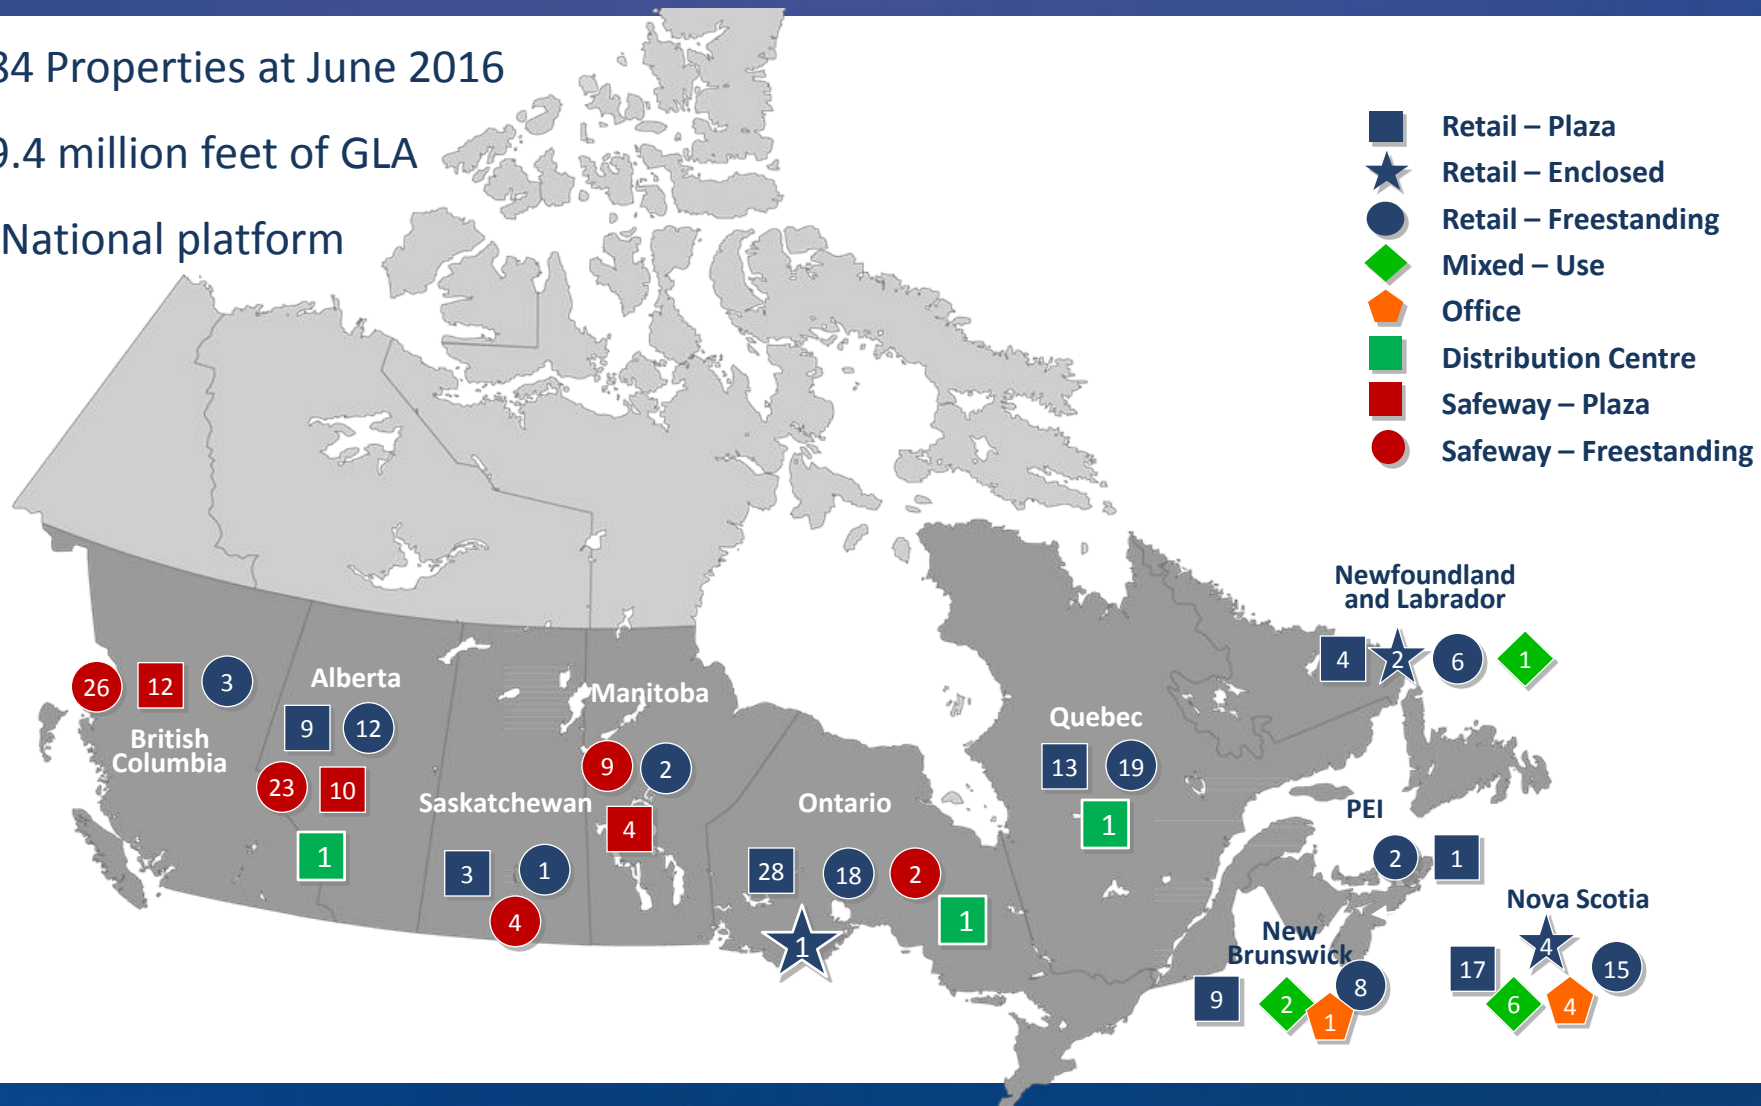 84 Properties at June 2016
9.4 million feet of GLA
National platform
Retail – Plaza
Retail – Enclosed
Retail – Freestanding
Mixed – Use
Office
Distribution Centre
Safeway – Plaza
Safeway – Freestanding
Newfoundland
and Labrador
4 2 6 1
26 12 3
British
Columbia
Alberta
9 12
23 10
1
Saskatchewan
3 1
4
Manitoba
9 2
4
Ontario
28 18 2
1 1
Quebec
13 19
1
PEI
2 1
New
Brunswick
9 2 1 8
Nova Scotia
17 4 15
6 4